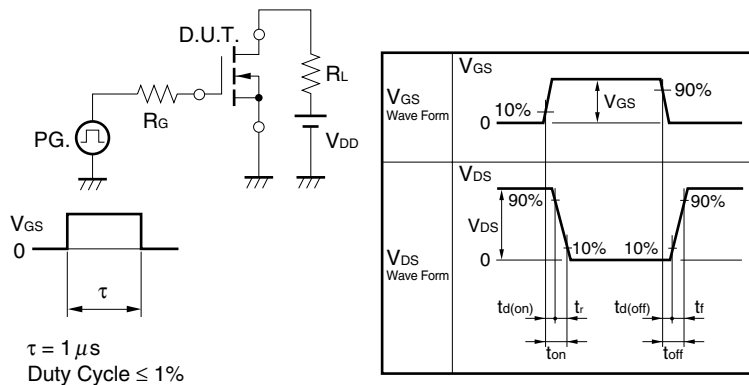 D.U.T.
RL
RG
PG.
VDD
VGS
0
τ
τ = 1 μs
Duty Cycle ≤ 1%
VGS
Wave Form
VGS
10%
VGS
90%
0
VDS
Wave Form
VDS
90%
VDS
90%
10%
10%
0
td(on)
tr
td(off)
tf
ton
toff